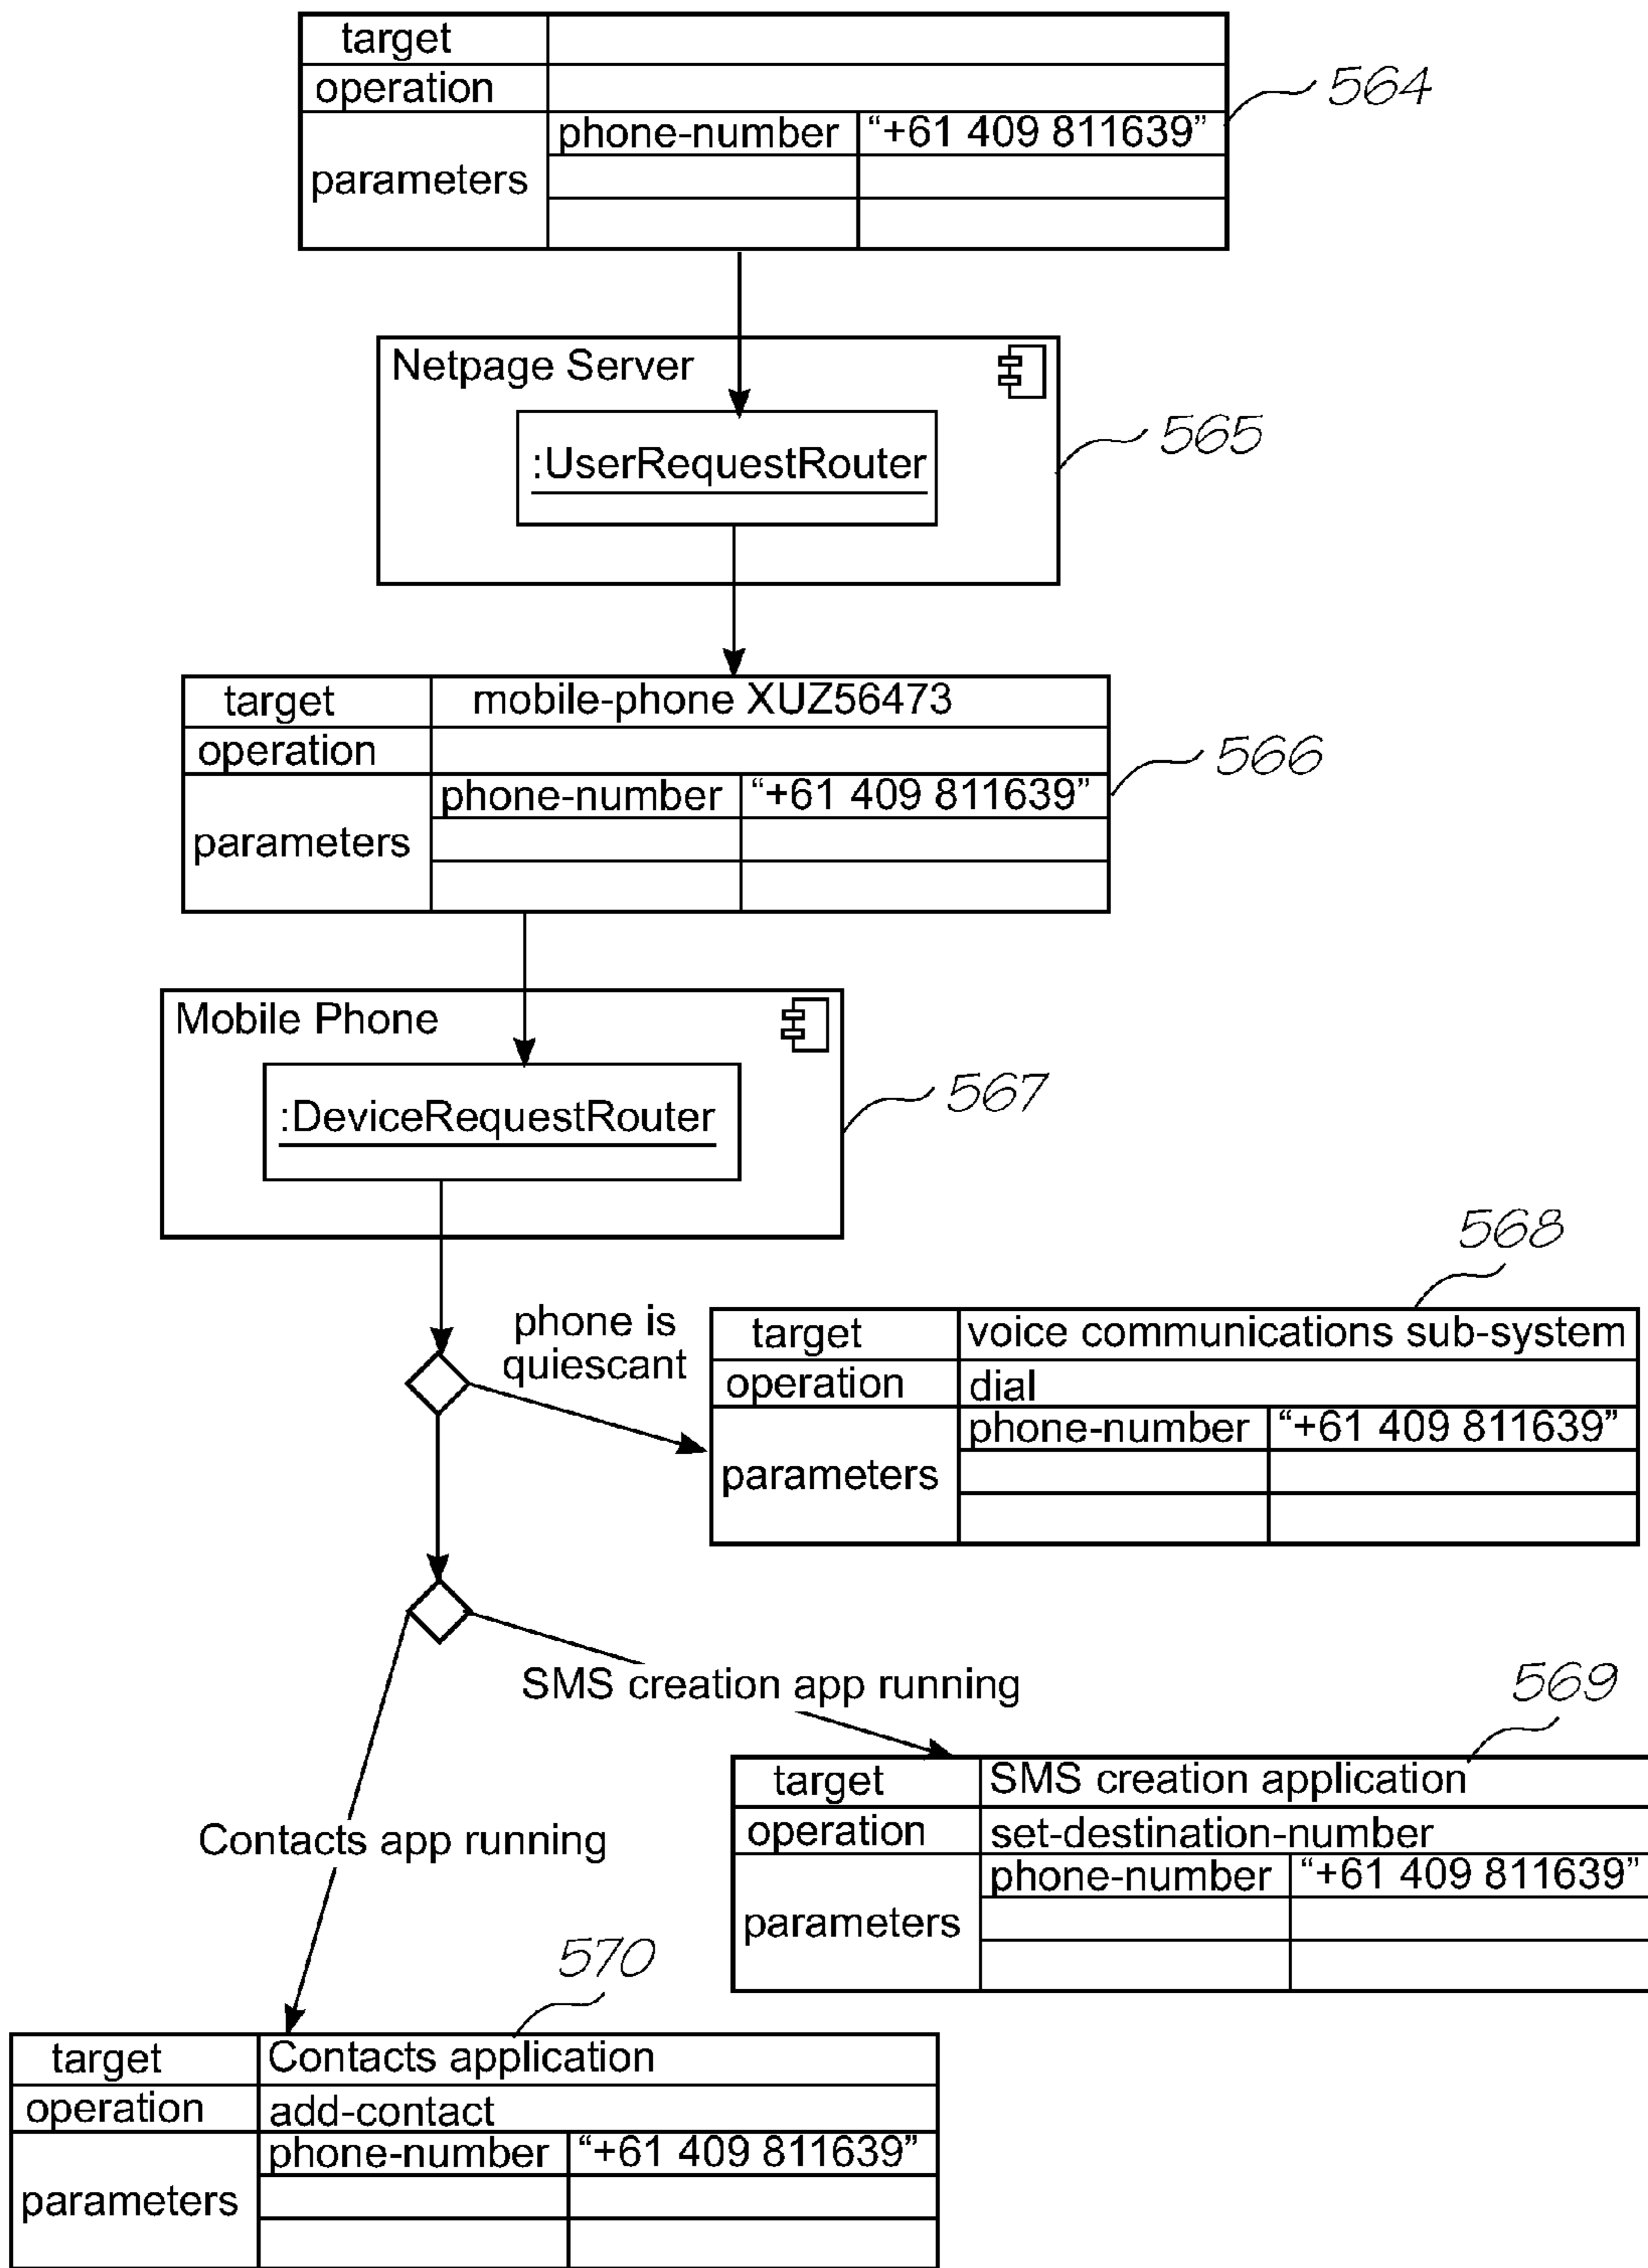 target
operation
parameters
phone-number "+61 409 811639"
564
Netpage Server
:UserRequestRouter
565
target mobile-phone XUZ56473
operation
parameters
phone-number “+61 409 811639”
566
Mobile Phone
:DeviceRequestRouter
567
phone is
quiescant
568
target voice communications sub-system
operation dial
parameters
phone-number “+61 409 811639”
SMS creation app running
569
target SMS creation application
operation set-destination-number
parameters
phone-number “+61 409 811639”
Contacts app running
570
target Contacts application
operation add-contact
parameters
phone-number “+61 409 811639”